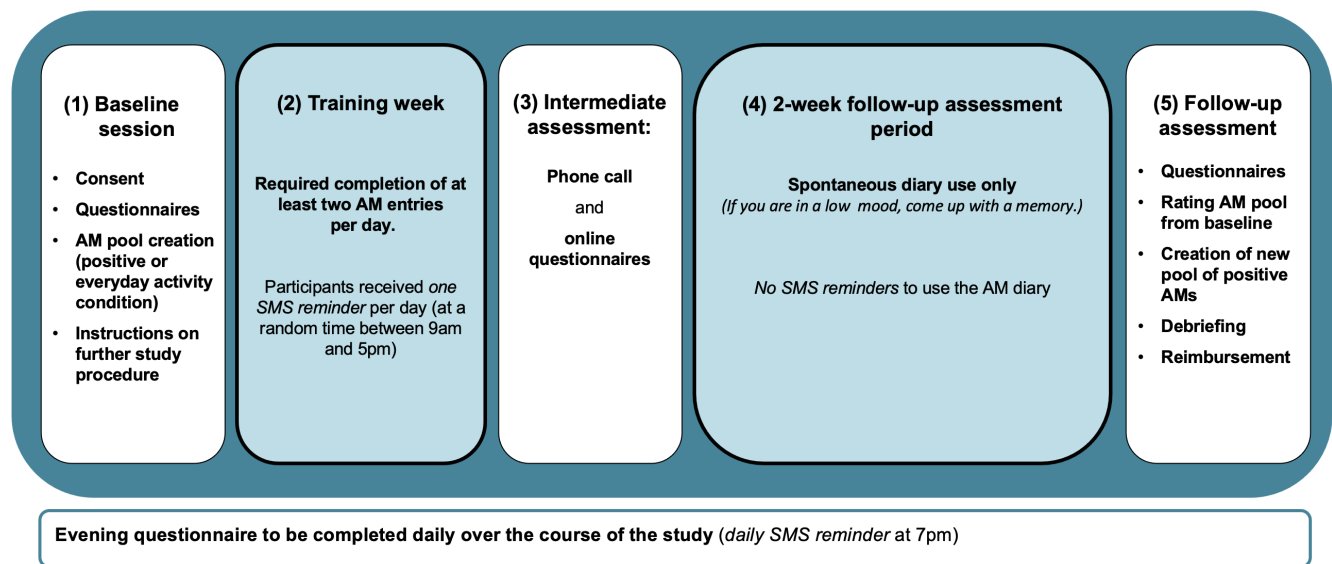 (1) Baseline
session
• Consent
• Questionnaires
• AM pool creation
(positive or
everyday activity
condition)
• Instructions on
further study
procedure
(2) Training week
Required completion of at
least two AM entries
per day.
Participants received one
SMS reminder per day (at a
random time between 9am
and 5pm)
(3) Intermediate
assessment:
Phone call
and
online
questionnaires
(4) 2-week follow-up assessment
period
Spontaneous diary use only
(If you are in a low mood, come up with a memory.)
No SMS reminders to use the AM diary
(5) Follow-up
assessment
• Questionnaires
• Rating AM pool
from baseline
• Creation of new
pool of positive
AMs
• Debriefing
• Reimbursement
Evening questionnaire to be completed daily over the course of the study (daily SMS reminder at 7pm)